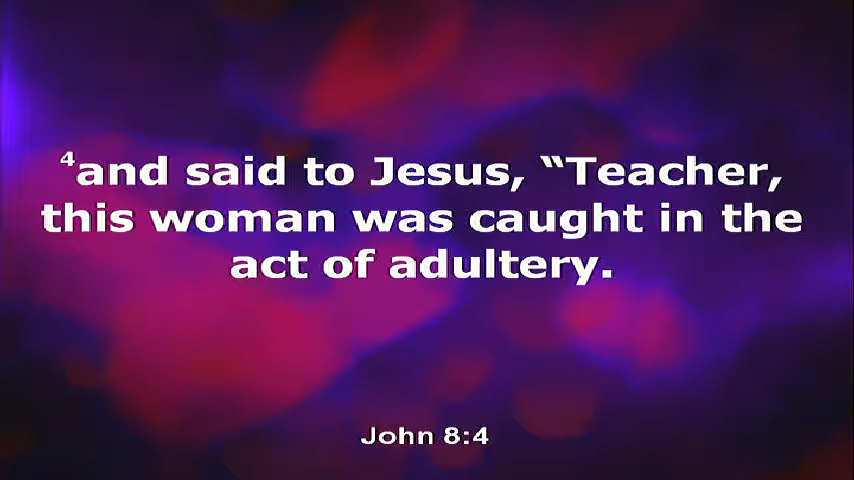 ⁴and said to Jesus, “Teacher,
this woman was caught in the
act of adultery.
John 8:4